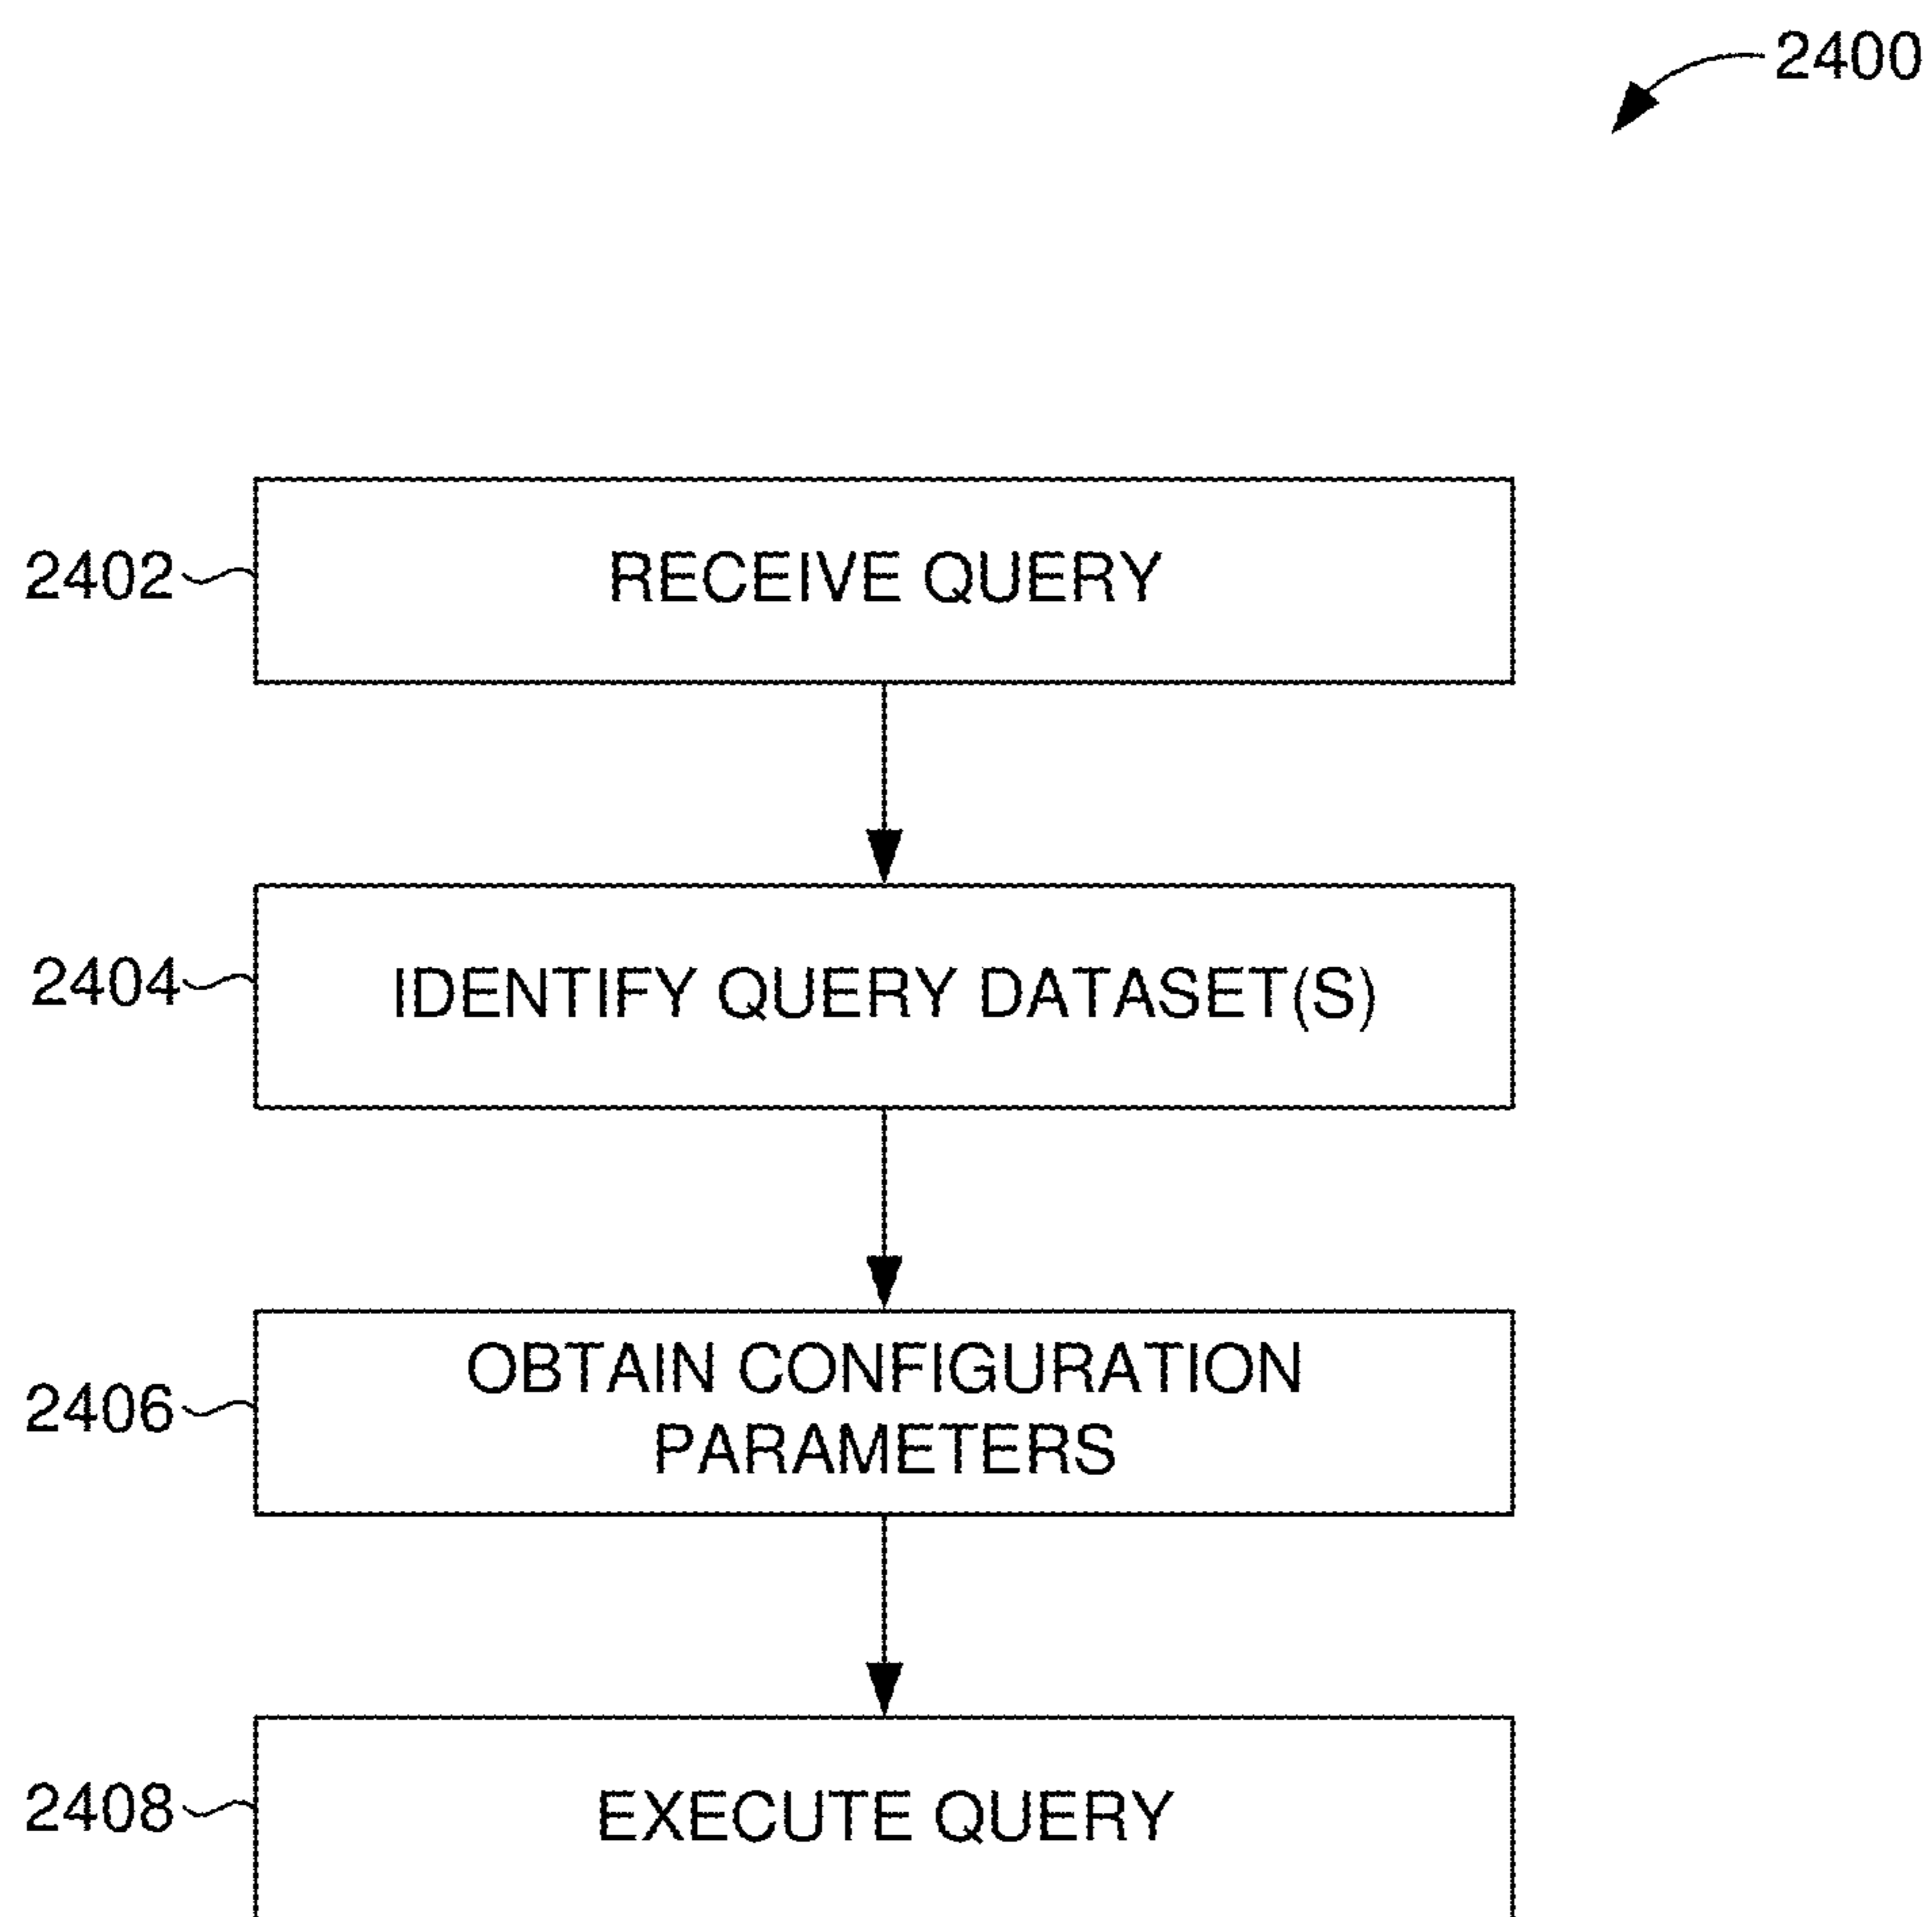 2400
2402
RECEIVE QUERY
2404
IDENTIFY QUERY DATASET(S)
2406
OBTAIN CONFIGURATION
PARAMETERS
2408
EXECUTE QUERY